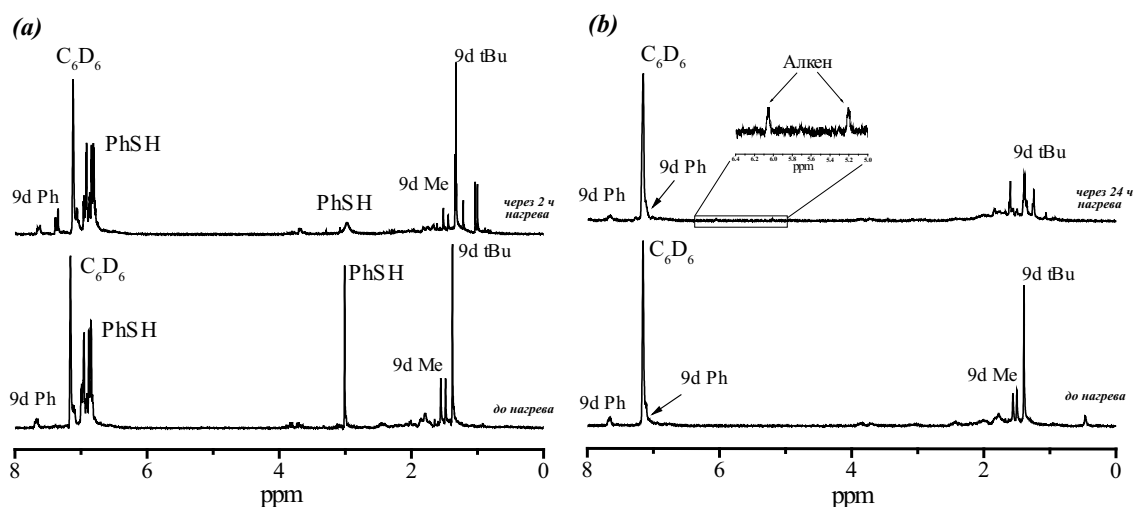 (a)
C6D6
9d tBu
PhSH
9d Ph
PhSH
9d Me
через 2 ч
нагрева
C6D6
PhSH
9d tBu
PhSH
9d Me
9d Ph
до нагрева
8 6 4 2 0
ppm
(b)
C6D6
Алкен
6.4 6.2 6.0 5.8 5.6 5.4 5.2 5.0
ppm
9d Ph
9d Ph
9d tBu
через 24 ч
нагрева
C6D6
9d tBu
9d Ph
9d Me
9d Ph
до нагрева
8 6 4 2 0
ppm